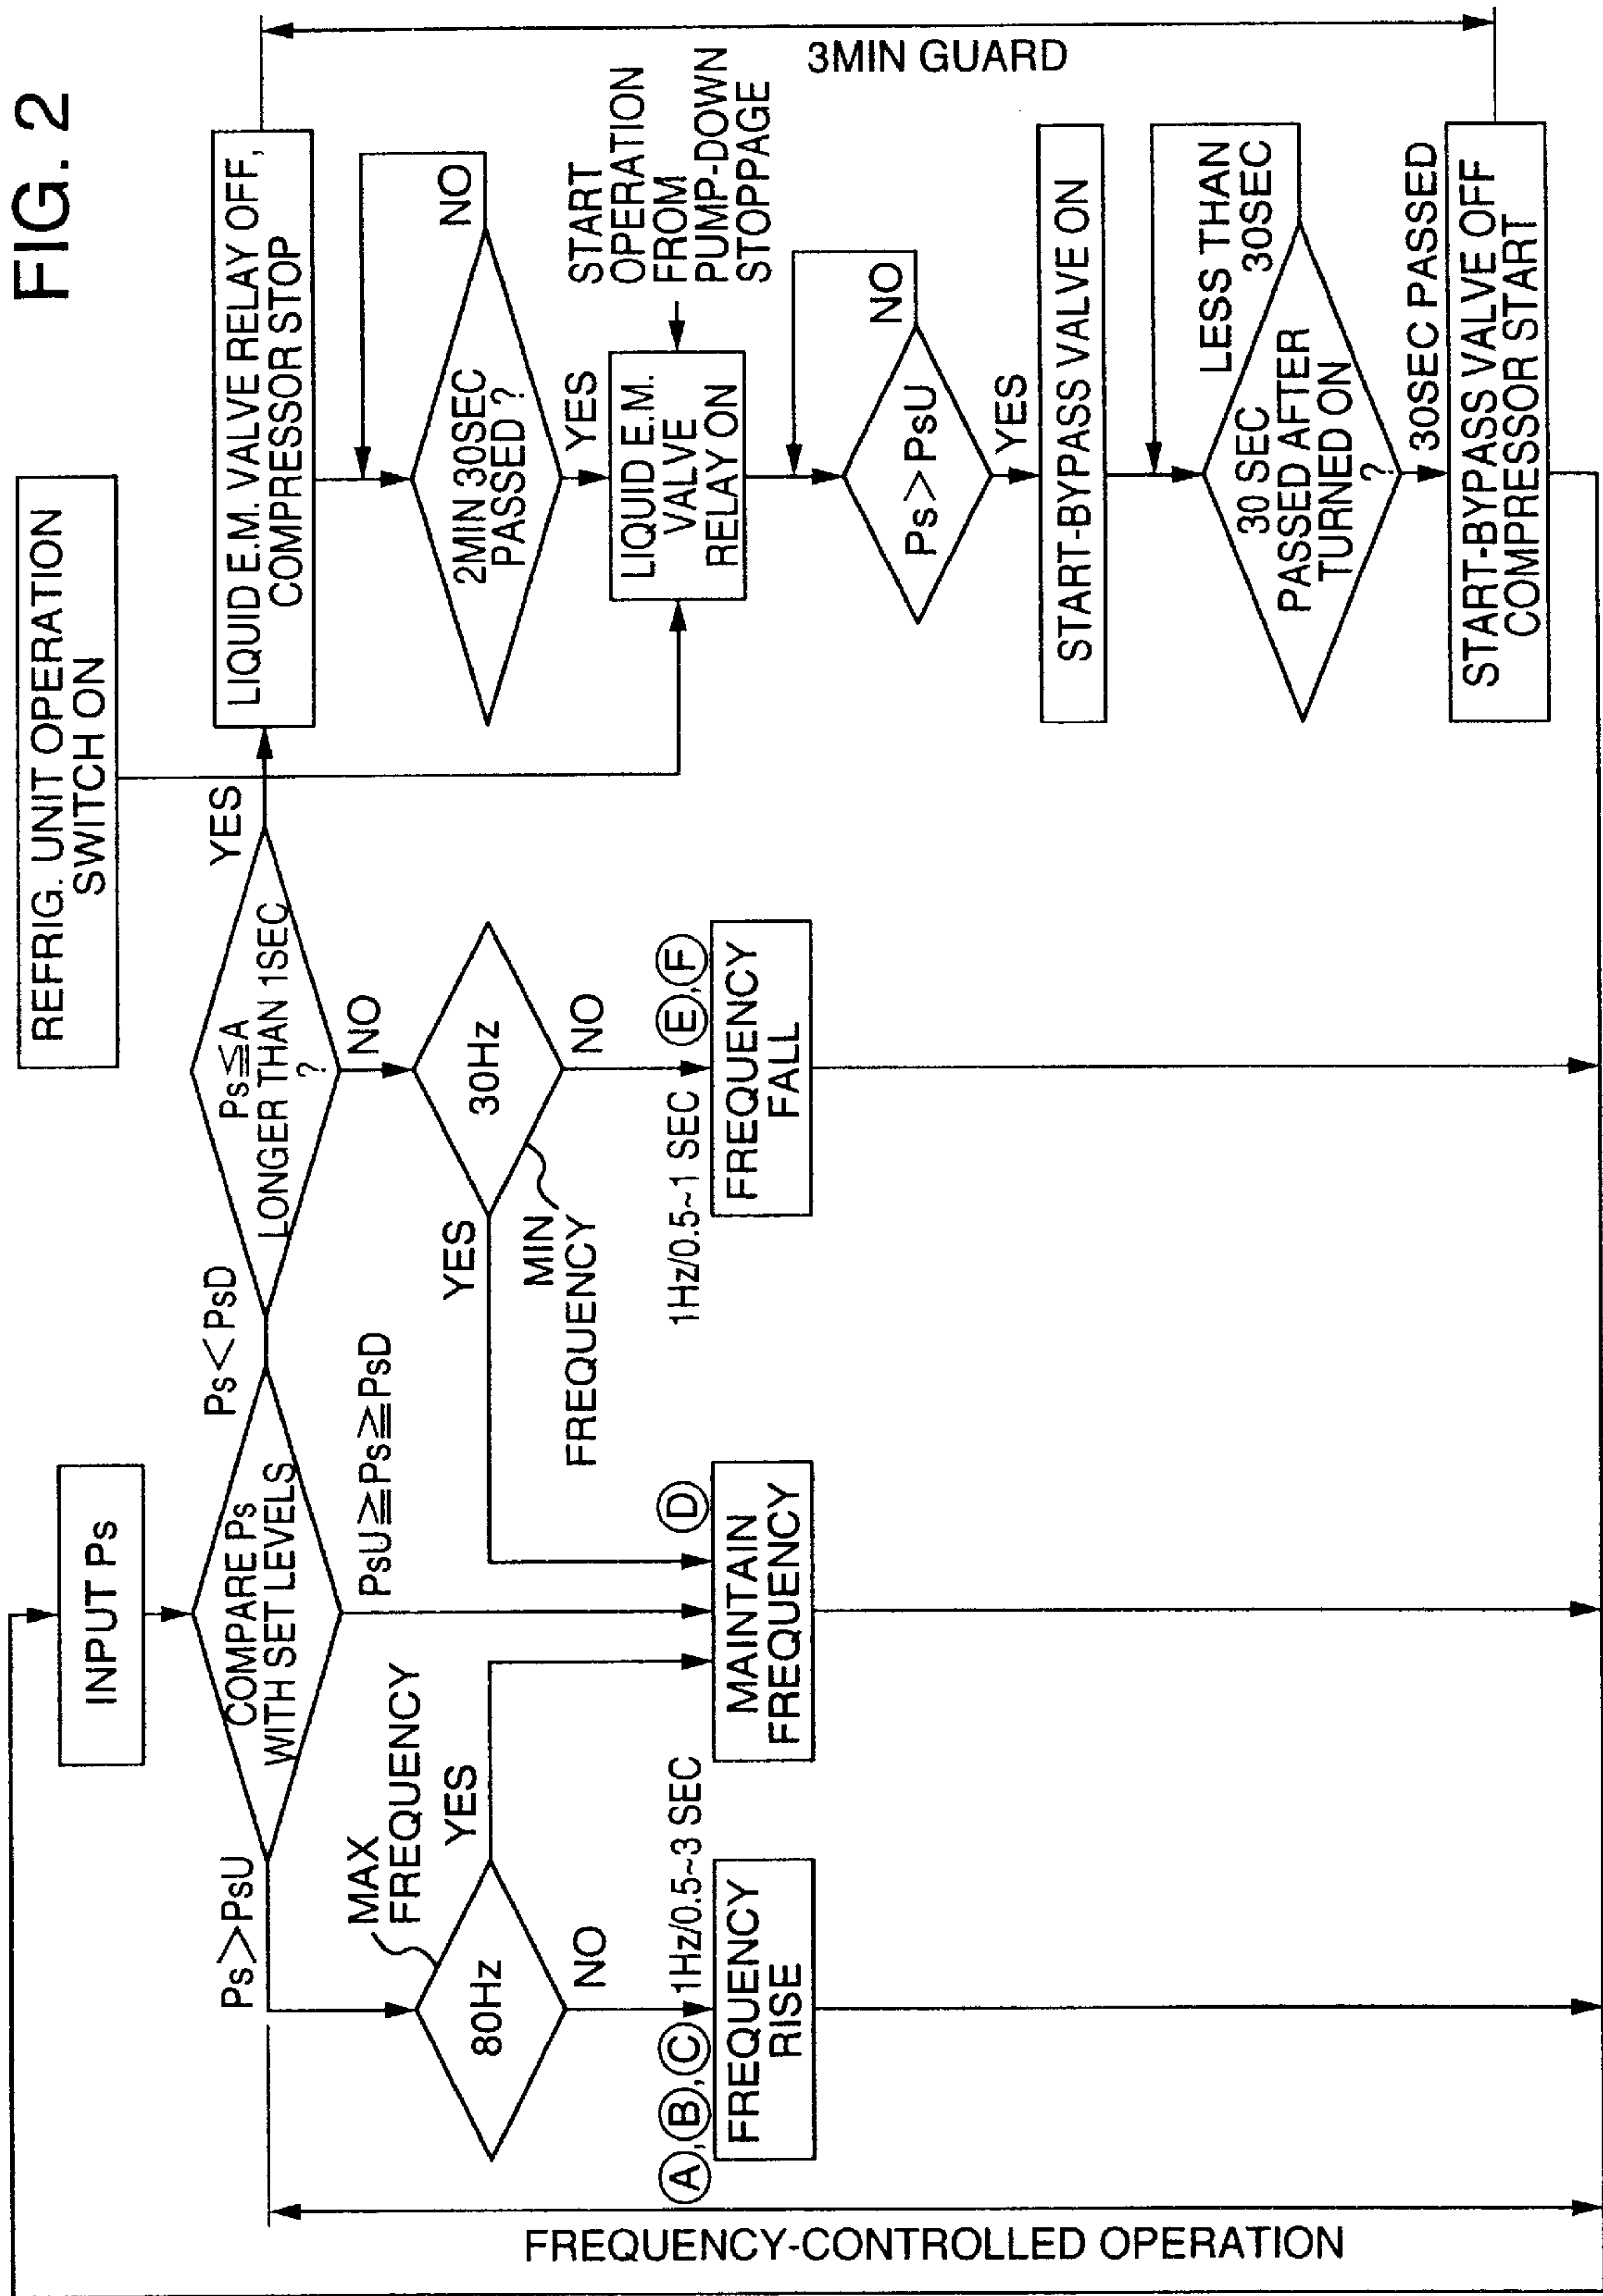 FIG. 2
REFRIG. UNIT OPERATION
SWITCH ON
INPUT Ps
COMPARE Ps
WITH SET LEVELS
Ps>PsU
PsU≧Ps≧PsD
Ps<PsD
Ps≦A
LONGER THAN 1SEC
?
YES
NO
MAX
FREQUENCY
80Hz
YES
NO
30Hz
YES
NO
MIN
FREQUENCY
Ⓐ,Ⓑ,Ⓒ 1Hz/0.5~3 SEC
FREQUENCY
RISE
Ⓓ
MAINTAIN
FREQUENCY
1Hz/0.5~1 SEC Ⓔ,Ⓕ
FREQUENCY
FALL
LIQUID E.M. VALVE RELAY OFF,
COMPRESSOR STOP
2MIN 30SEC
PASSED ?
NO
YES
LIQUID E.M.
VALVE
RELAY ON
START
OPERATION
FROM
PUMP-DOWN
STOPPAGE
Ps>PsU
NO
YES
START-BYPASS VALVE ON
30 SEC
PASSED AFTER
TURNED ON
?
LESS THAN
30SEC
30SEC PASSED
START-BYPASS VALVE OFF
COMPRESSOR START
3MIN GUARD
FREQUENCY-CONTROLLED OPERATION